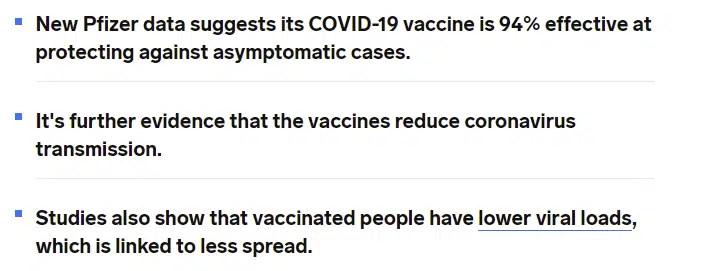 New Pfizer data suggests its COVID-19 vaccine is 94% effective at
protecting against asymptomatic cases.
It's further evidence that the vaccines reduce coronavirus
transmission.
Studies also show that vaccinated people have lower viral loads,
which is linked to less spread.